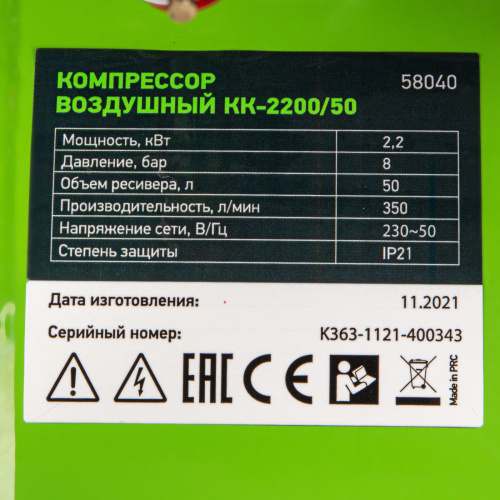 КОМПРЕССОР 58040
ВОЗДУШНЫЙ КК-2200/50
Мощность, кВт 2,2
Давление, бар 8
Объем ресивера, л 50
Производительность, л/мин 350
Напряжение сети, В/Гц 230~50
Степень защиты IP21
Дата изготовления: 11.2021
Серийный номер: K363-1121-400343
EAC CE
Made in PRC